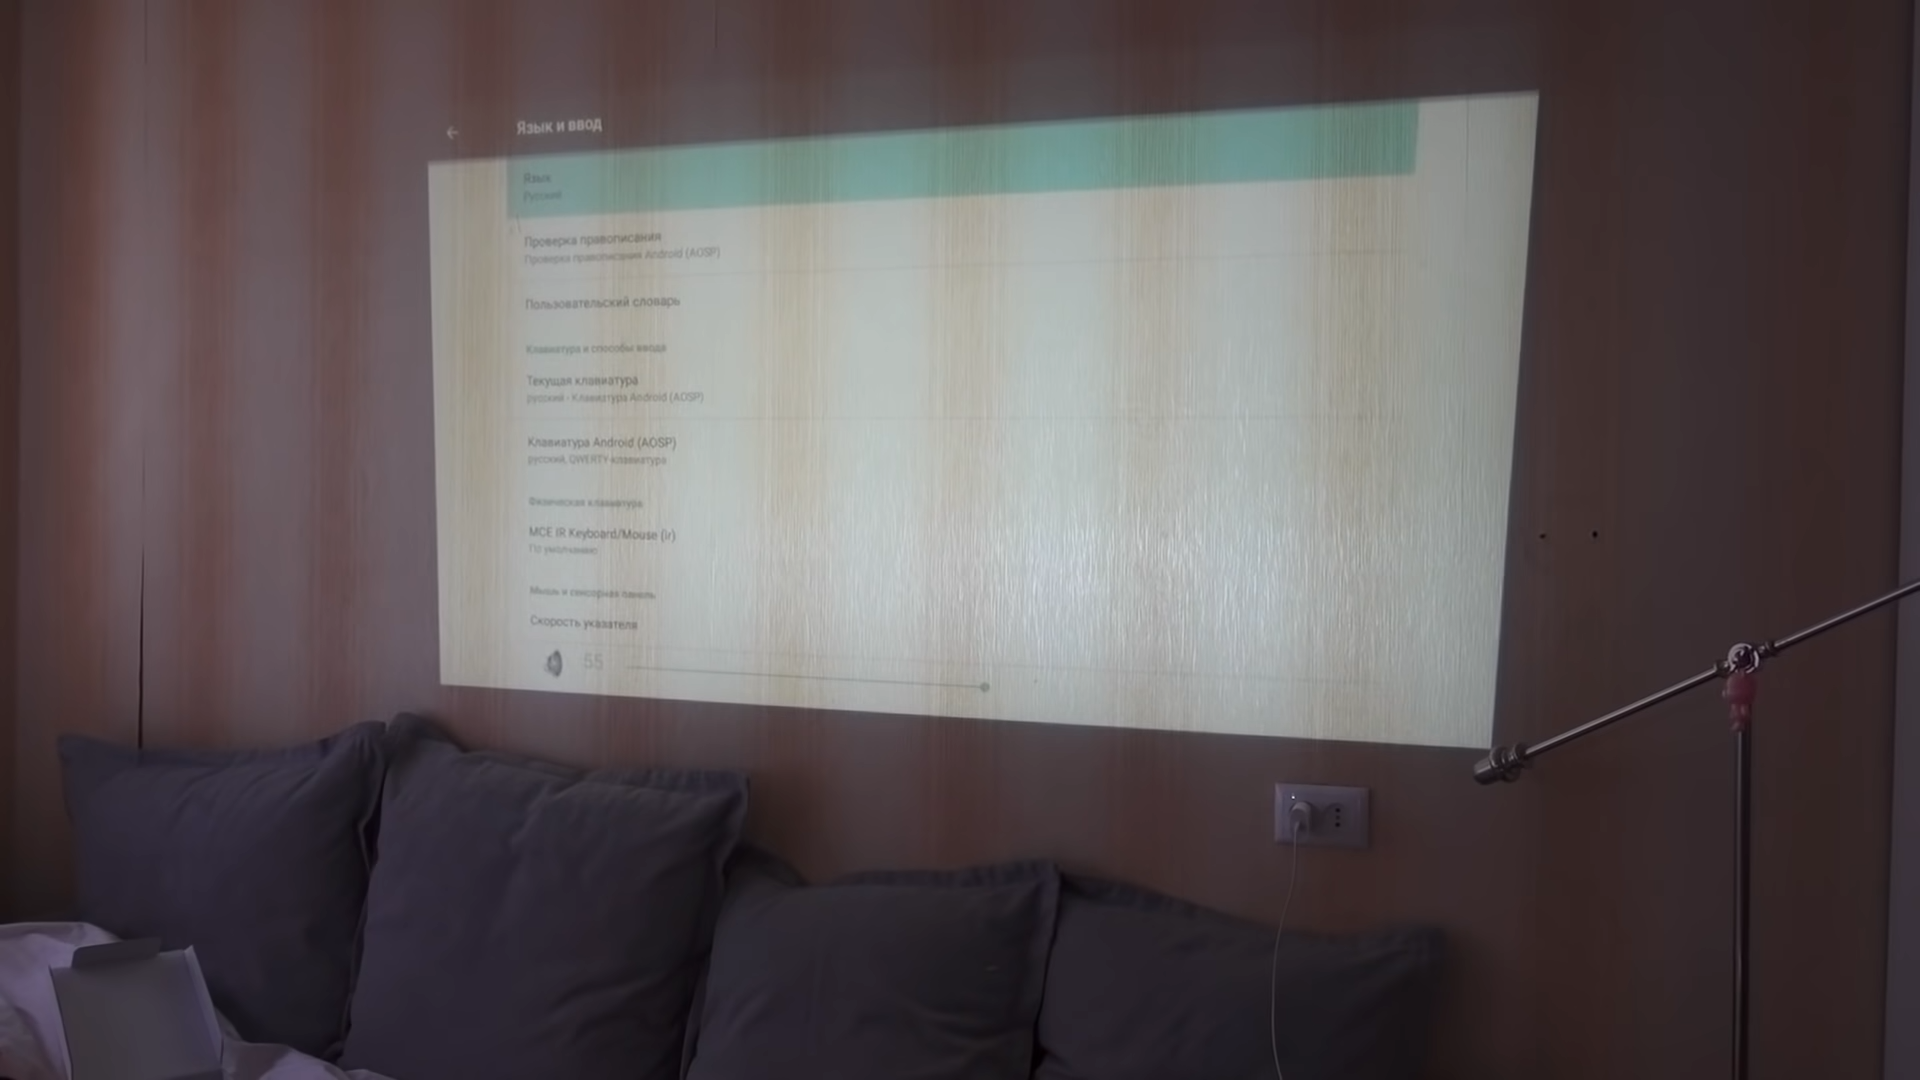 Язык и ввод
Язык
Русский
Проверка правописания
Проверка правописания Android (AOSP)
Пользовательский словарь
Клавиатура и способы ввода
Текущая клавиатура
русский - Клавиатура Android (AOSP)
Клавиатура Android (AOSP)
русский, QWERTY-клавиатура
Физическая клавиатура
MCE IR Keyboard/Mouse (ir)
По умолчанию
Мышь и сенсорная панель
Скорость указателя
55